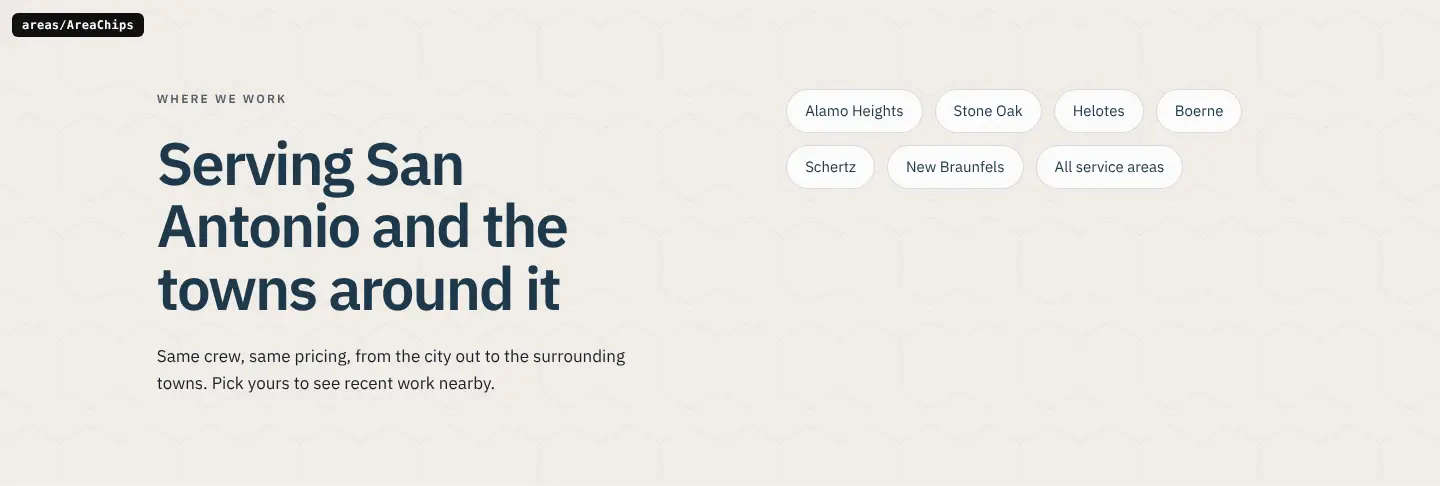 areas/AreaChips
WHERE WE WORK
Serving San
Antonio and the
towns around it
Same crew, same pricing, from the city out to the surrounding
towns. Pick yours to see recent work nearby.
Alamo Heights
Stone Oak
Helotes
Boerne
Schertz
New Braunfels
All service areas